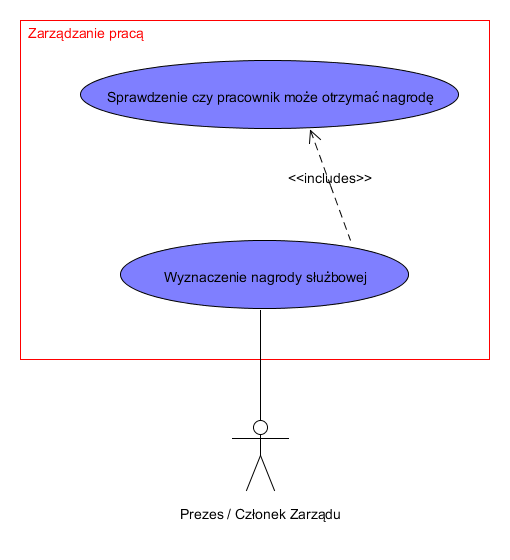 Zarządzanie pracą
Sprawdzenie czy pracownik może otrzymać nagrodę
<<includes>>
Wyznaczenie nagrody służbowej
Prezes / Członek Zarządu